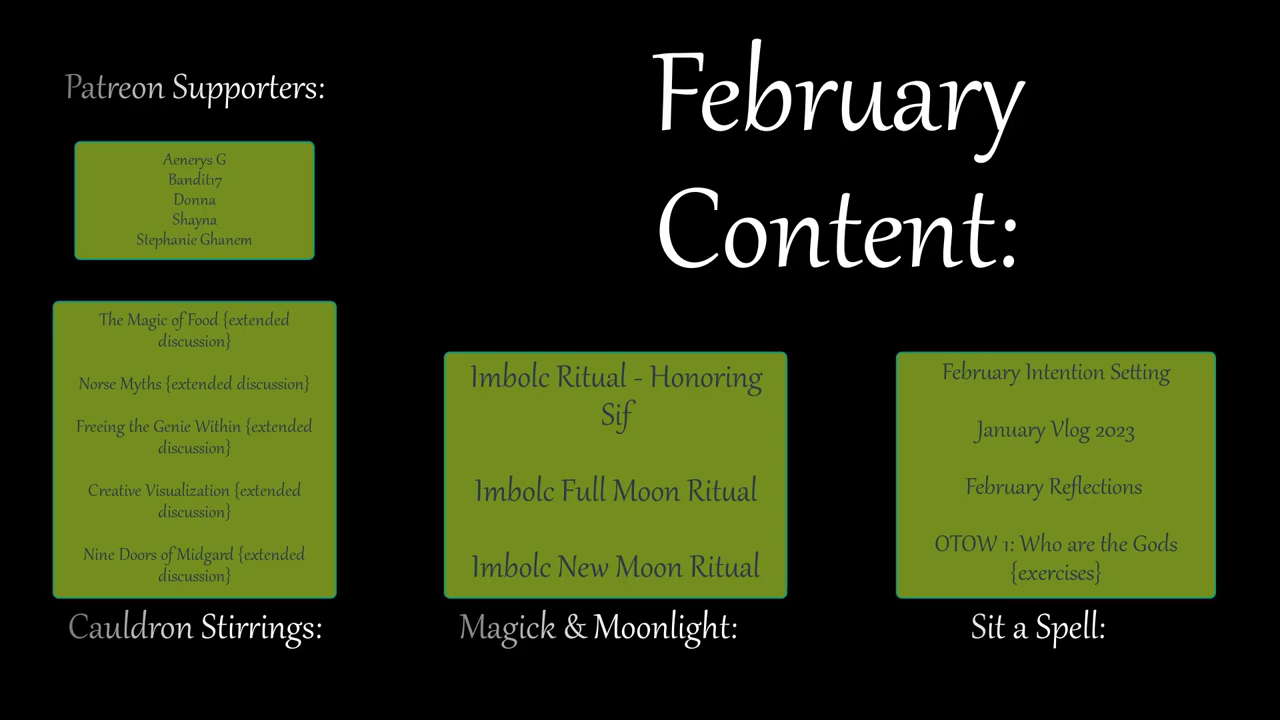 Patreon Supporters:
Aenerys G
Bandit17
Donna
Shayna
Stephanie Ghanem
February
Content:
The Magic of Food {extended
discussion}
Norse Myths {extended discussion}
Freeing the Genie Within {extended
discussion}
Creative Visualization {extended
discussion}
Nine Doors of Midgard {extended
discussion}
Cauldron Stirrings:
Imbolc Ritual - Honoring
Sif
Imbolc Full Moon Ritual
Imbolc New Moon Ritual
Magick & Moonlight:
February Intention Setting
January Vlog 2023
February Reflections
OTOW 1: Who are the Gods
{exercises}
Sit a Spell: